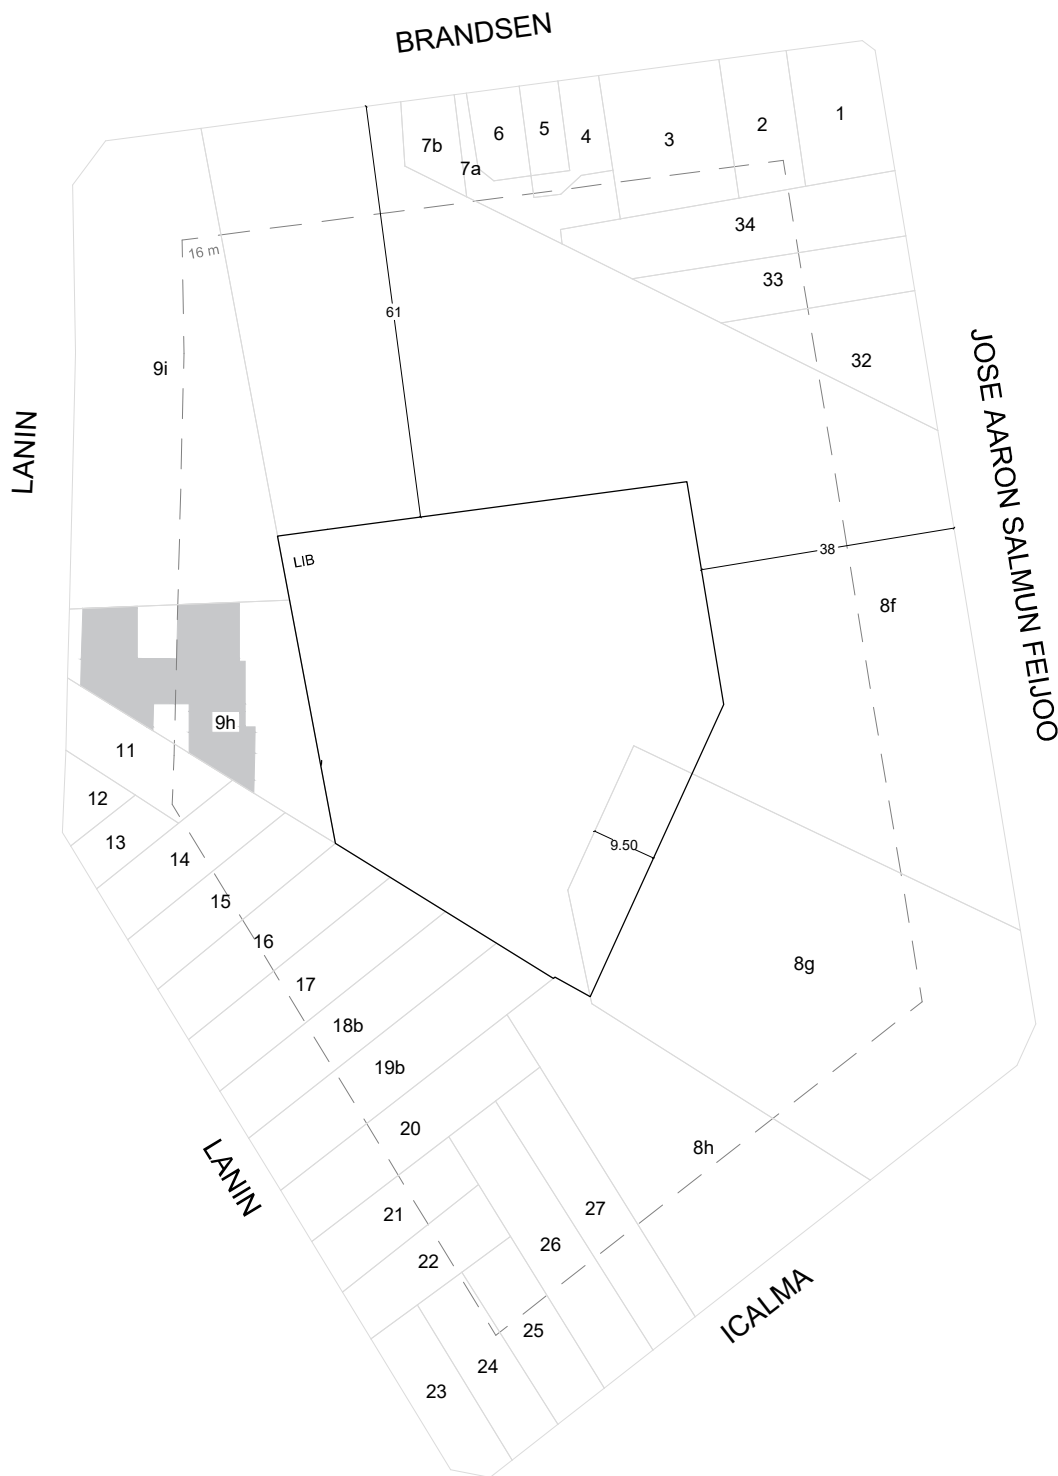 BRANDSEN
1
2
3
4
5
6
7b
7a
34
16 m
33
61
32
9i
LANIN
JOSE AARON SALMUN FEIJOO
38
LIB
8f
9h
11
12
13
9.50
14
15
16
8g
17
18b
19b
20
8h
LANIN
27
21
26
22
ICALMA
25
24
23